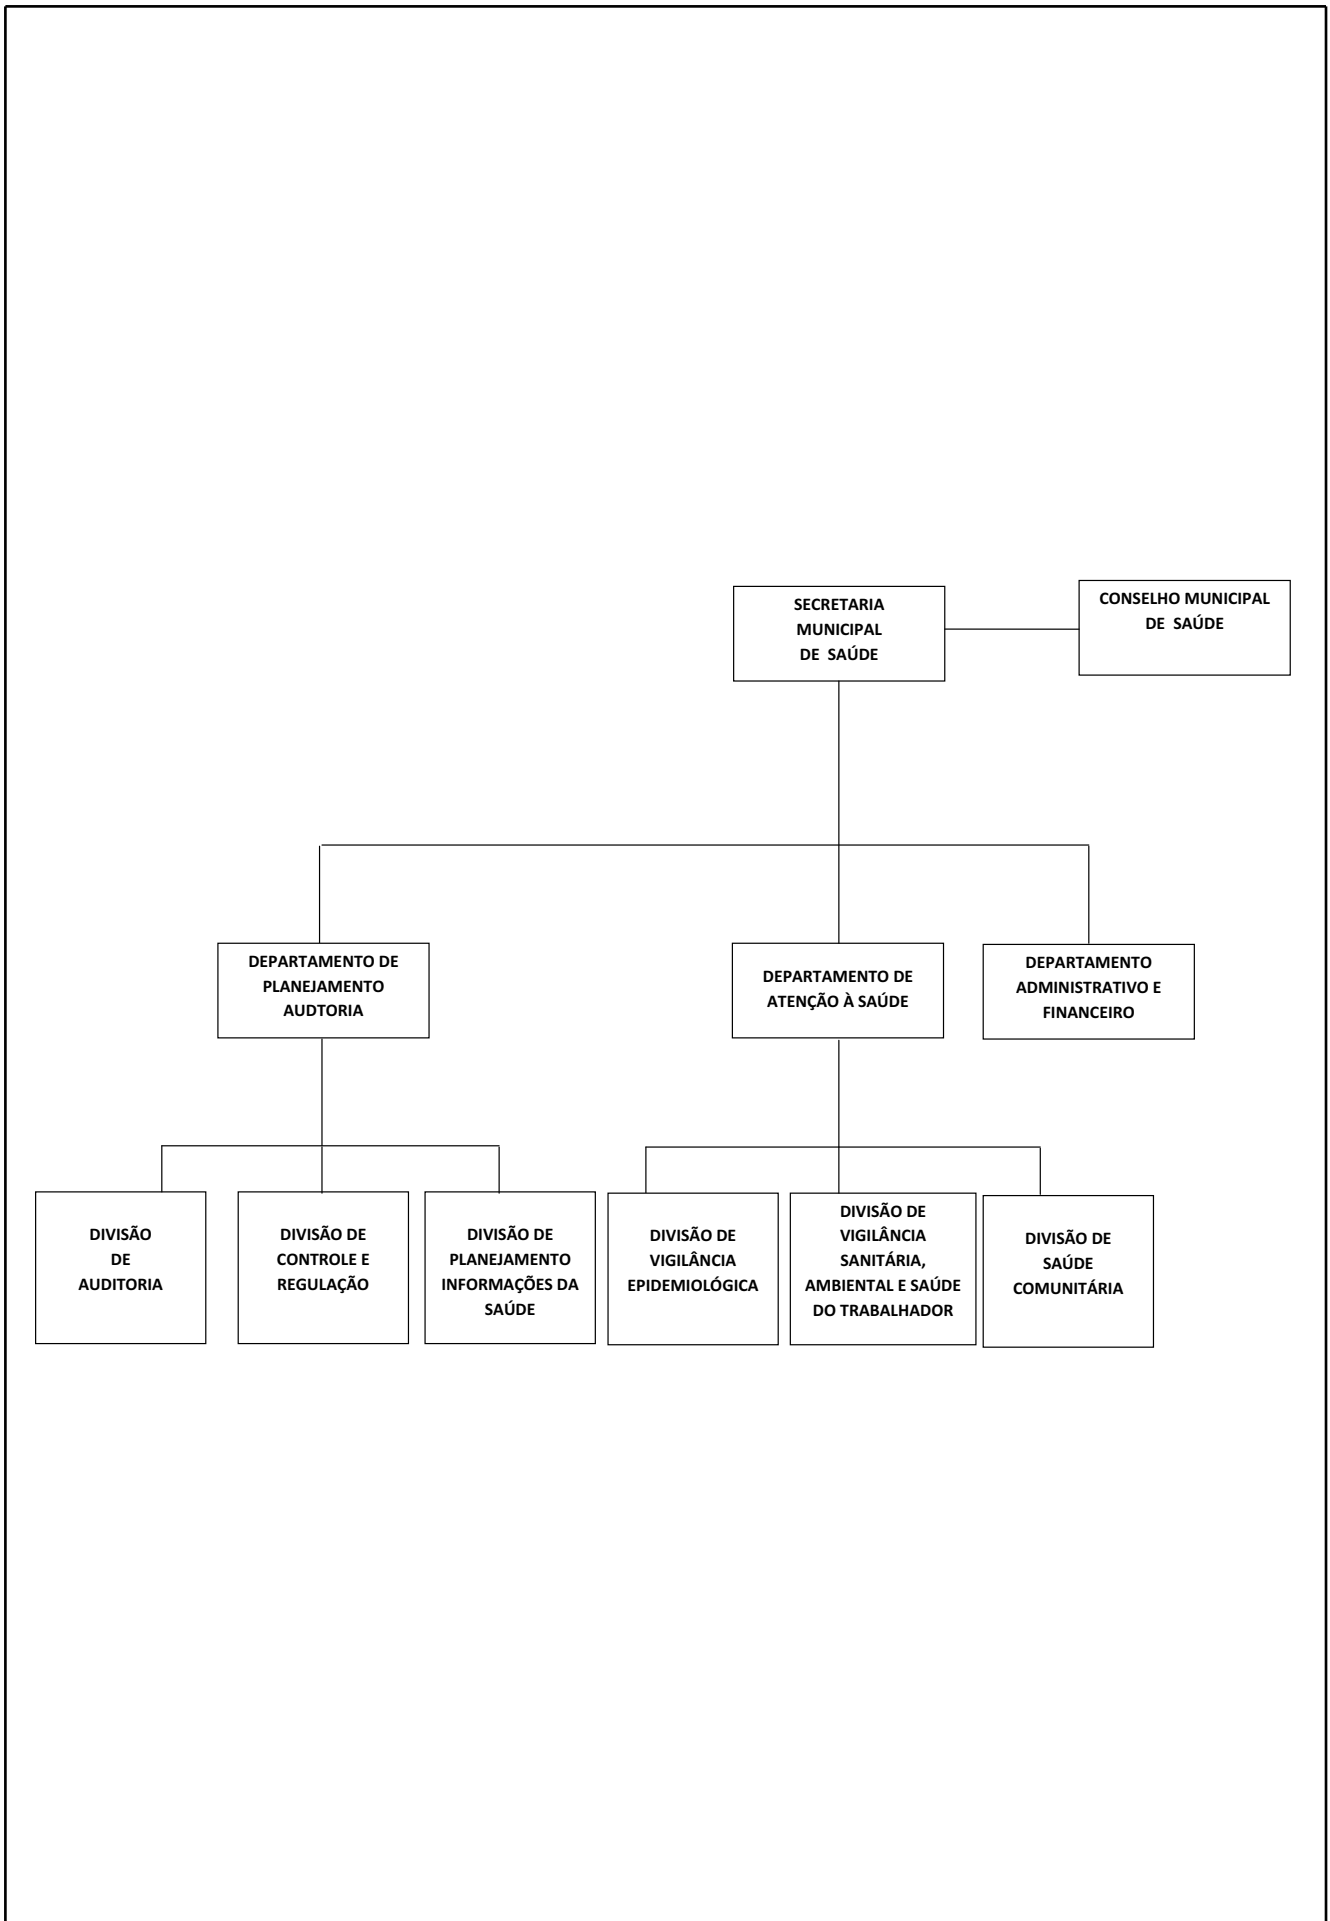 SECRETARIA
MUNICIPAL
DE SAÚDE
CONSELHO MUNICIPAL
DE SAÚDE
DEPARTAMENTO DE
PLANEJAMENTO
AUDTORIA
DEPARTAMENTO DE
ATENÇÃO À SAÚDE
DEPARTAMENTO
ADMINISTRATIVO E
FINANCEIRO
DIVISÃO
DE
AUDITORIA
DIVISÃO DE
CONTROLE E
REGULAÇÃO
DIVISÃO DE
PLANEJAMENTO
INFORMAÇÕES DA
SAÚDE
DIVISÃO DE
VIGILÂNCIA
EPIDEMIOLÓGICA
DIVISÃO DE
VIGILÂNCIA
SANITÁRIA,
AMBIENTAL E SAÚDE
DO TRABALHADOR
DIVISÃO DE
SAÚDE
COMUNITÁRIA